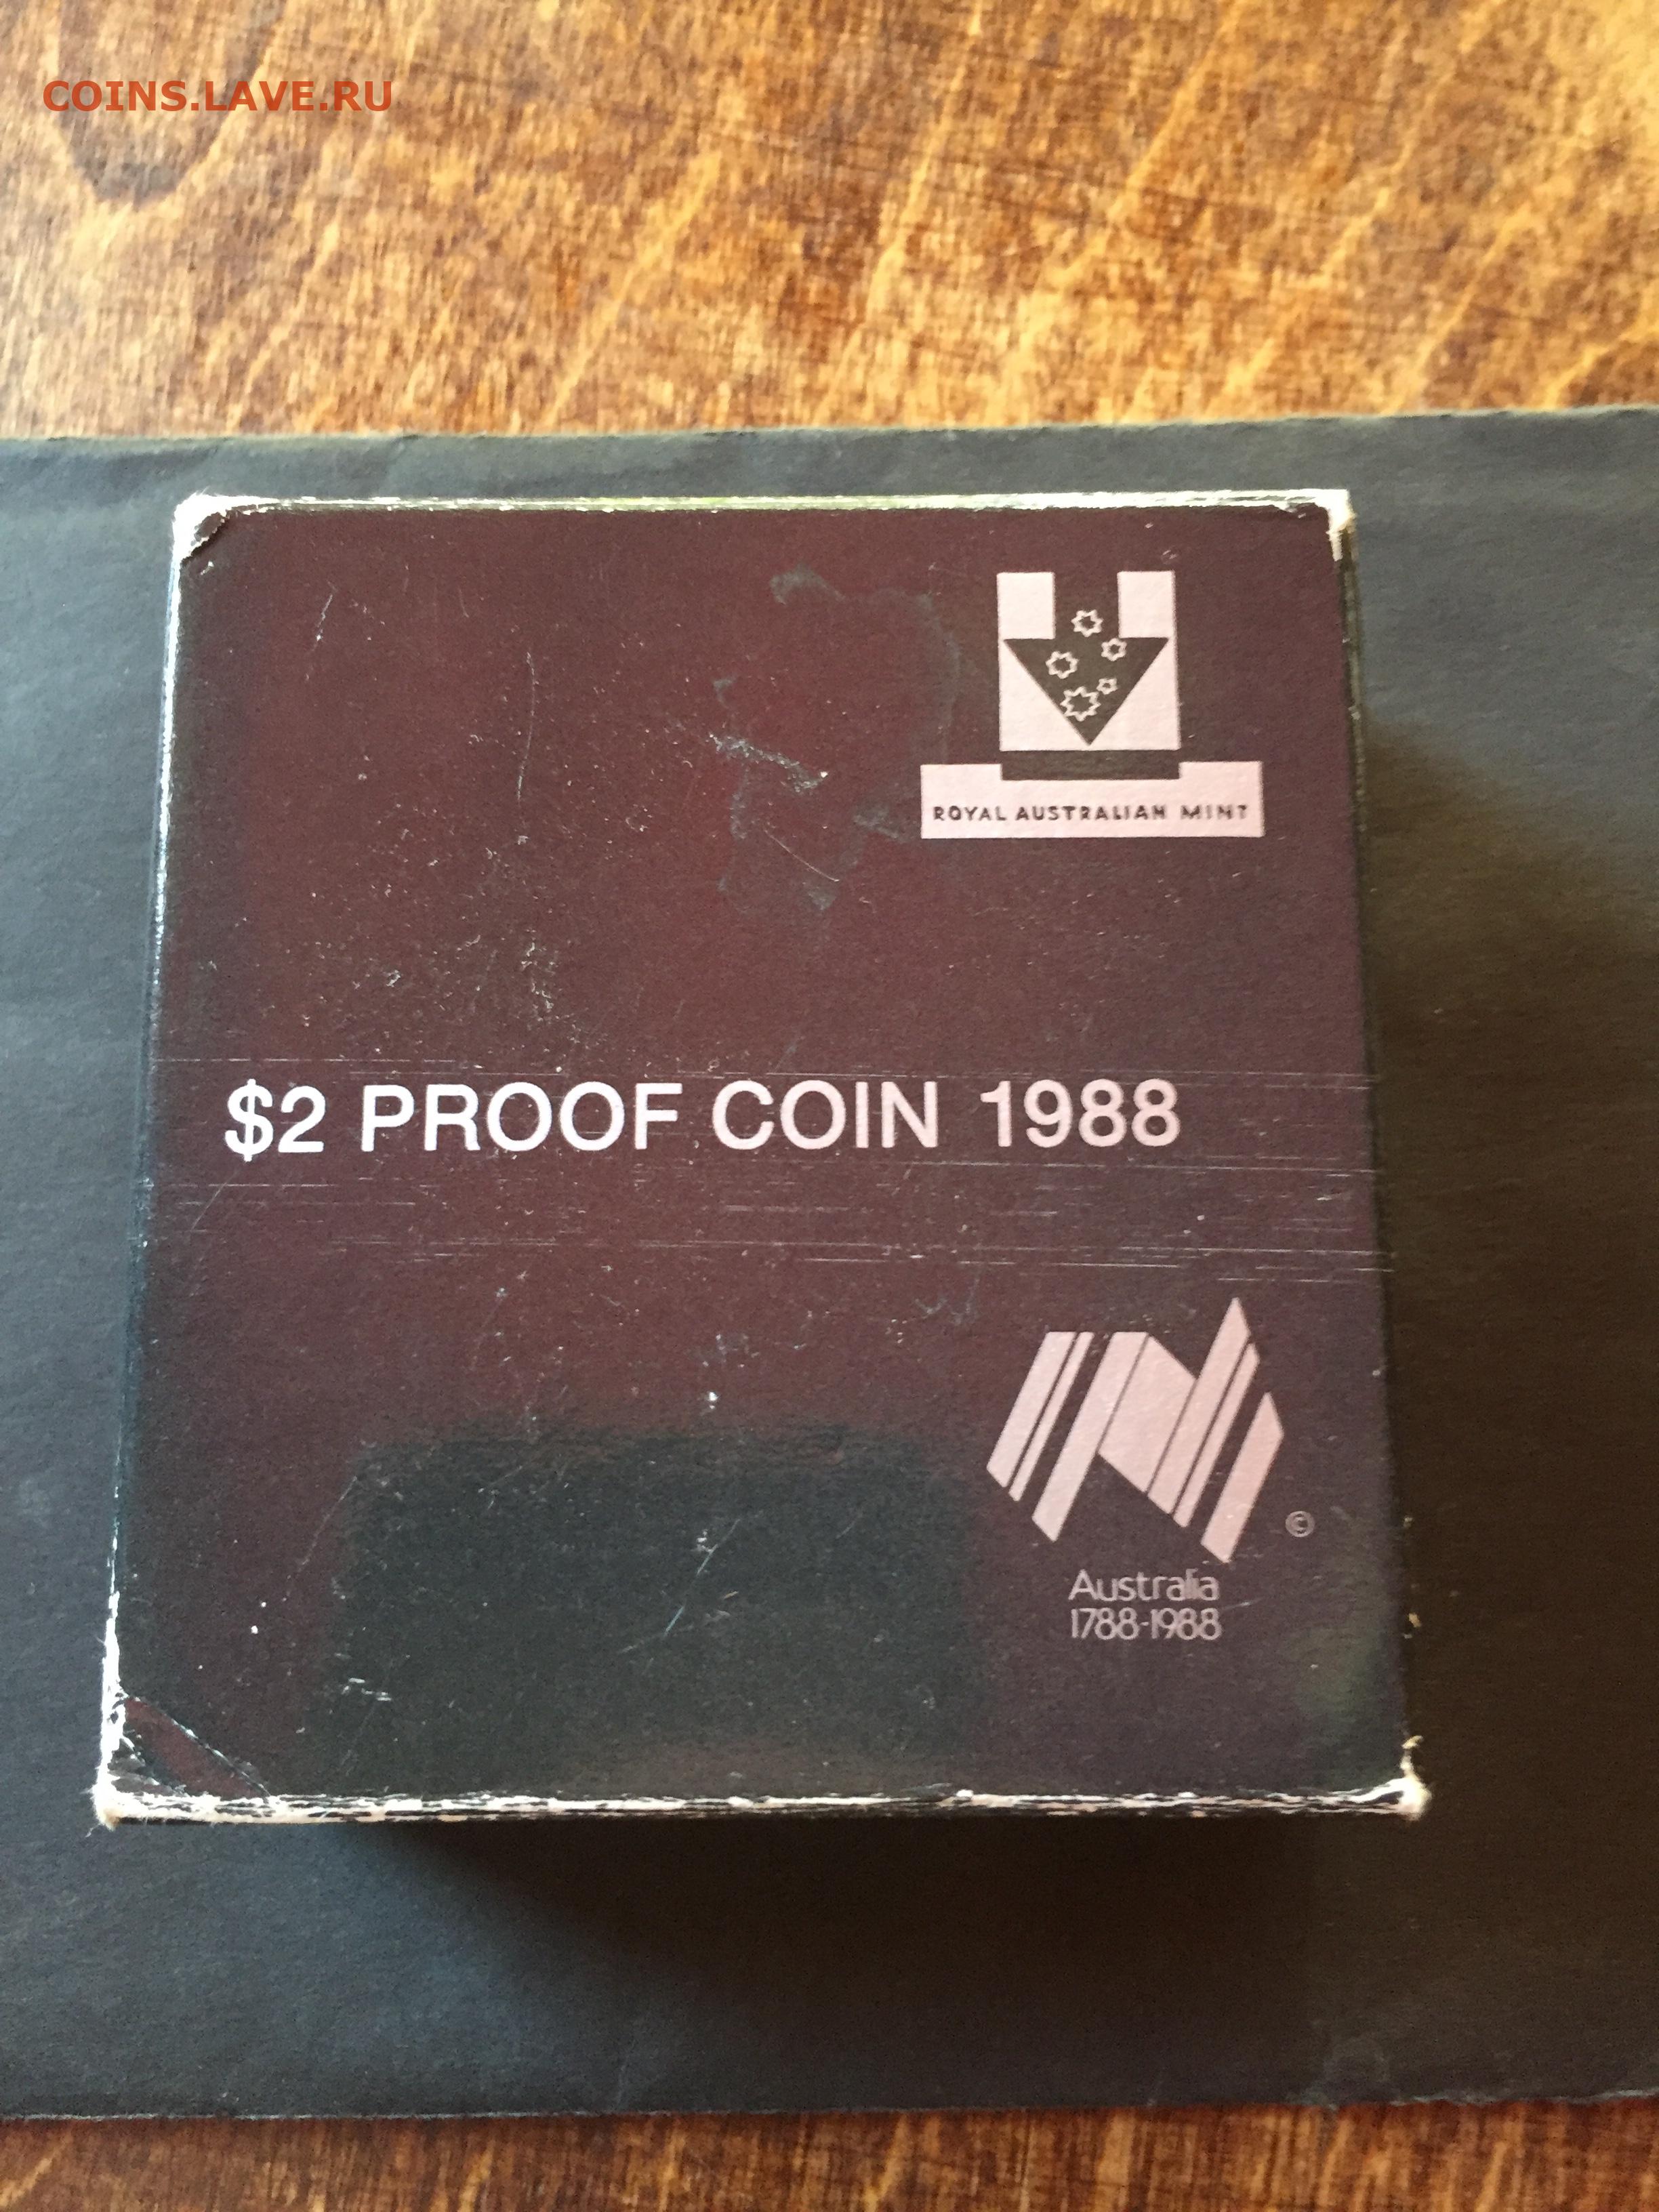 COINS.LAVE.RU
ROYAL AUSTRALIAN MINT
$2 PROOF COIN 1988
©
Australia
1788-1988